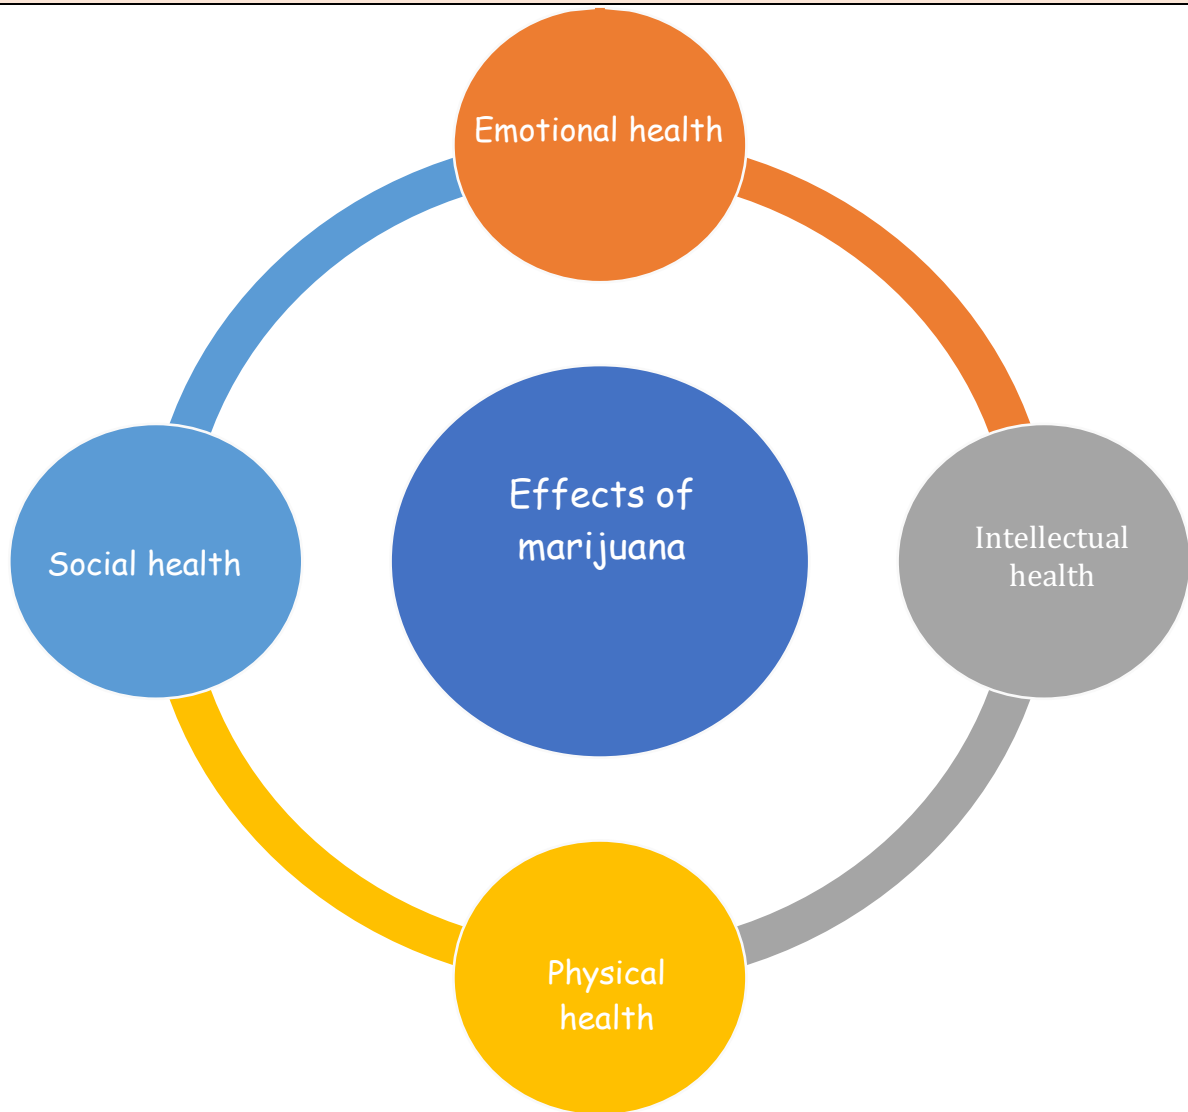 Emotional health
Effects of
marijuana
Social health
Intellectual
health
Physical
health